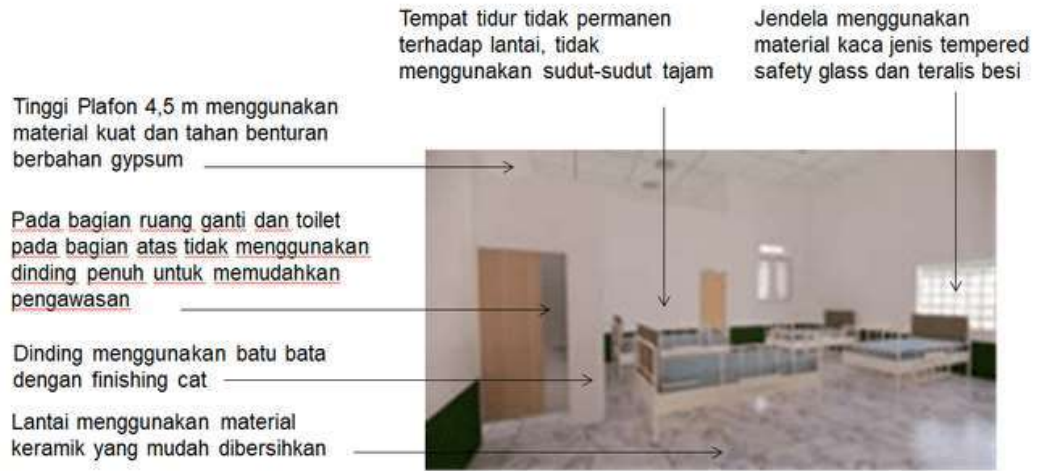 Tempat tidur tidak permanen
terhadap lantai, tidak
menggunakan sudut-sudut tajam
Jendela menggunakan
material kaca jenis tempered
safety glass dan teralis besi
Tinggi Plafon 4,5 m menggunakan
material kuat dan tahan benturan
berbahan gypsum
Pada bagian ruang ganti dan toilet
pada bagian atas tidak menggunakan
dinding penuh untuk memudahkan
pengawasan
Dinding menggunakan batu bata
dengan finishing cat
Lantai menggunakan material
keramik yang mudah dibersihkan